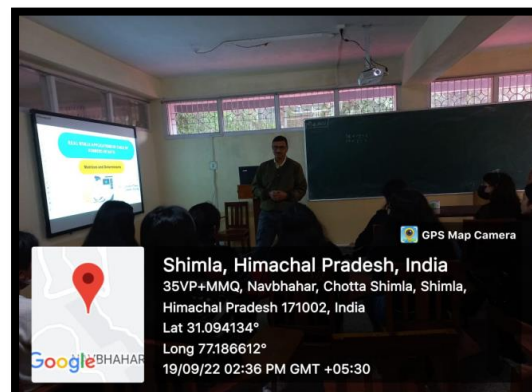 GPS Map Camera
Shimla, Himachal Pradesh, India
35VP+MMQ, Navbhahar, Chotta Shimla, Shimla,
Himachal Pradesh 171002, India
Lat 31.094134°
Long 77.186612°
19/09/22 02:36 PM GMT +05:30
Google
BHAHAR